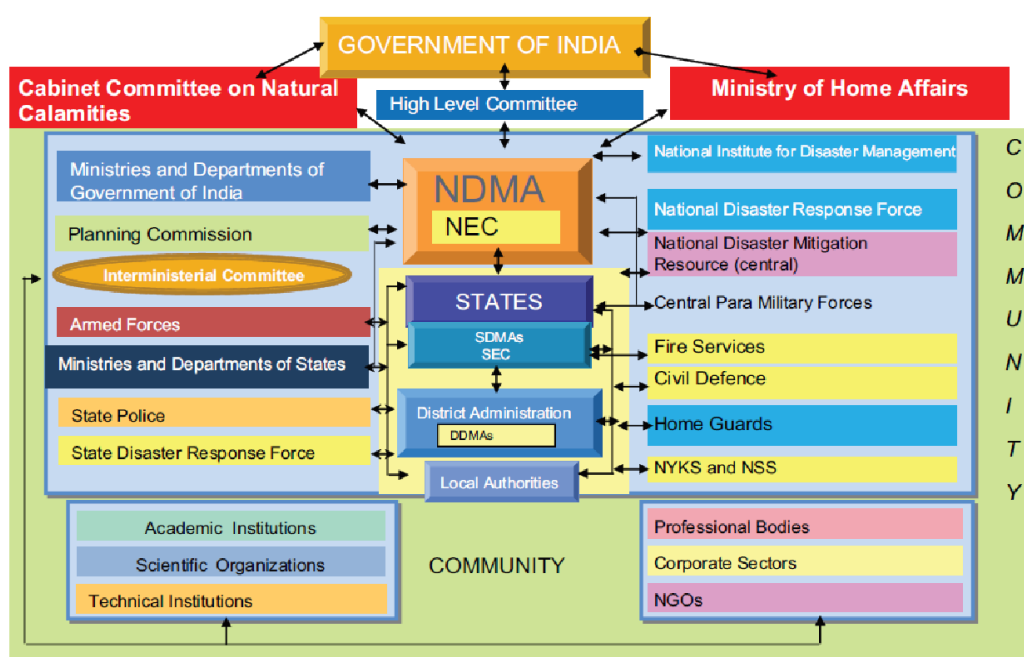 GOVERNMENT OF INDIA
Cabinet Committee on Natural
Calamities
High Level Committee
Ministry of Home Affairs
Ministries and Departments of
Government of India
Planning Commission
Interministerial Committee
Armed Forces
Ministries and Departments of States
State Police
State Disaster Response Force
NDMA
NEC
STATES
SDMAs
SEC
District Administration
DDMAs
Local Authorities
National Institute for Disaster Management
National Disaster Response Force
National Disaster Mitigation
Resource (central)
Central Para Military Forces
Fire Services
Civil Defence
Home Guards
NYKS and NSS
C
O
M
M
U
N
I
T
Y
Academic Institutions
Scientific Organizations
Technical Institutions
COMMUNITY
Professional Bodies
Corporate Sectors
NGOs